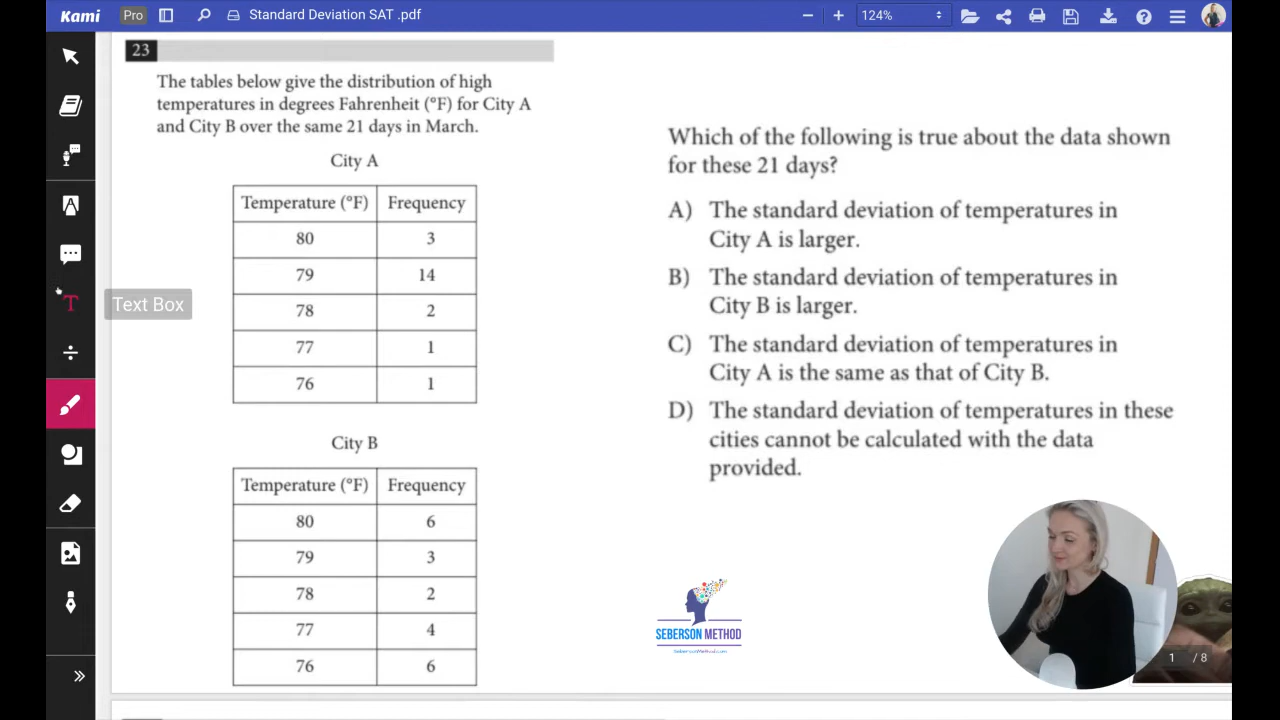 Kami
Pro
Standard Deviation SAT .pdf
124%
23
The tables below give the distribution of high
temperatures in degrees Fahrenheit (°F) for City A
and City B over the same 21 days in March.
City A
Temperature (°F) Frequency
80 3
79 14
78 2
77 1
76 1
City B
Temperature (°F) Frequency
80 6
79 3
78 2
77 4
76 6
Text Box
Which of the following is true about the data shown
for these 21 days?
A) The standard deviation of temperatures in
City A is larger.
B) The standard deviation of temperatures in
City B is larger.
C) The standard deviation of temperatures in
City A is the same as that of City B.
D) The standard deviation of temperatures in these
cities cannot be calculated with the data
provided.
SEBERSON METHOD
SebersonMethod.com
1 / 8